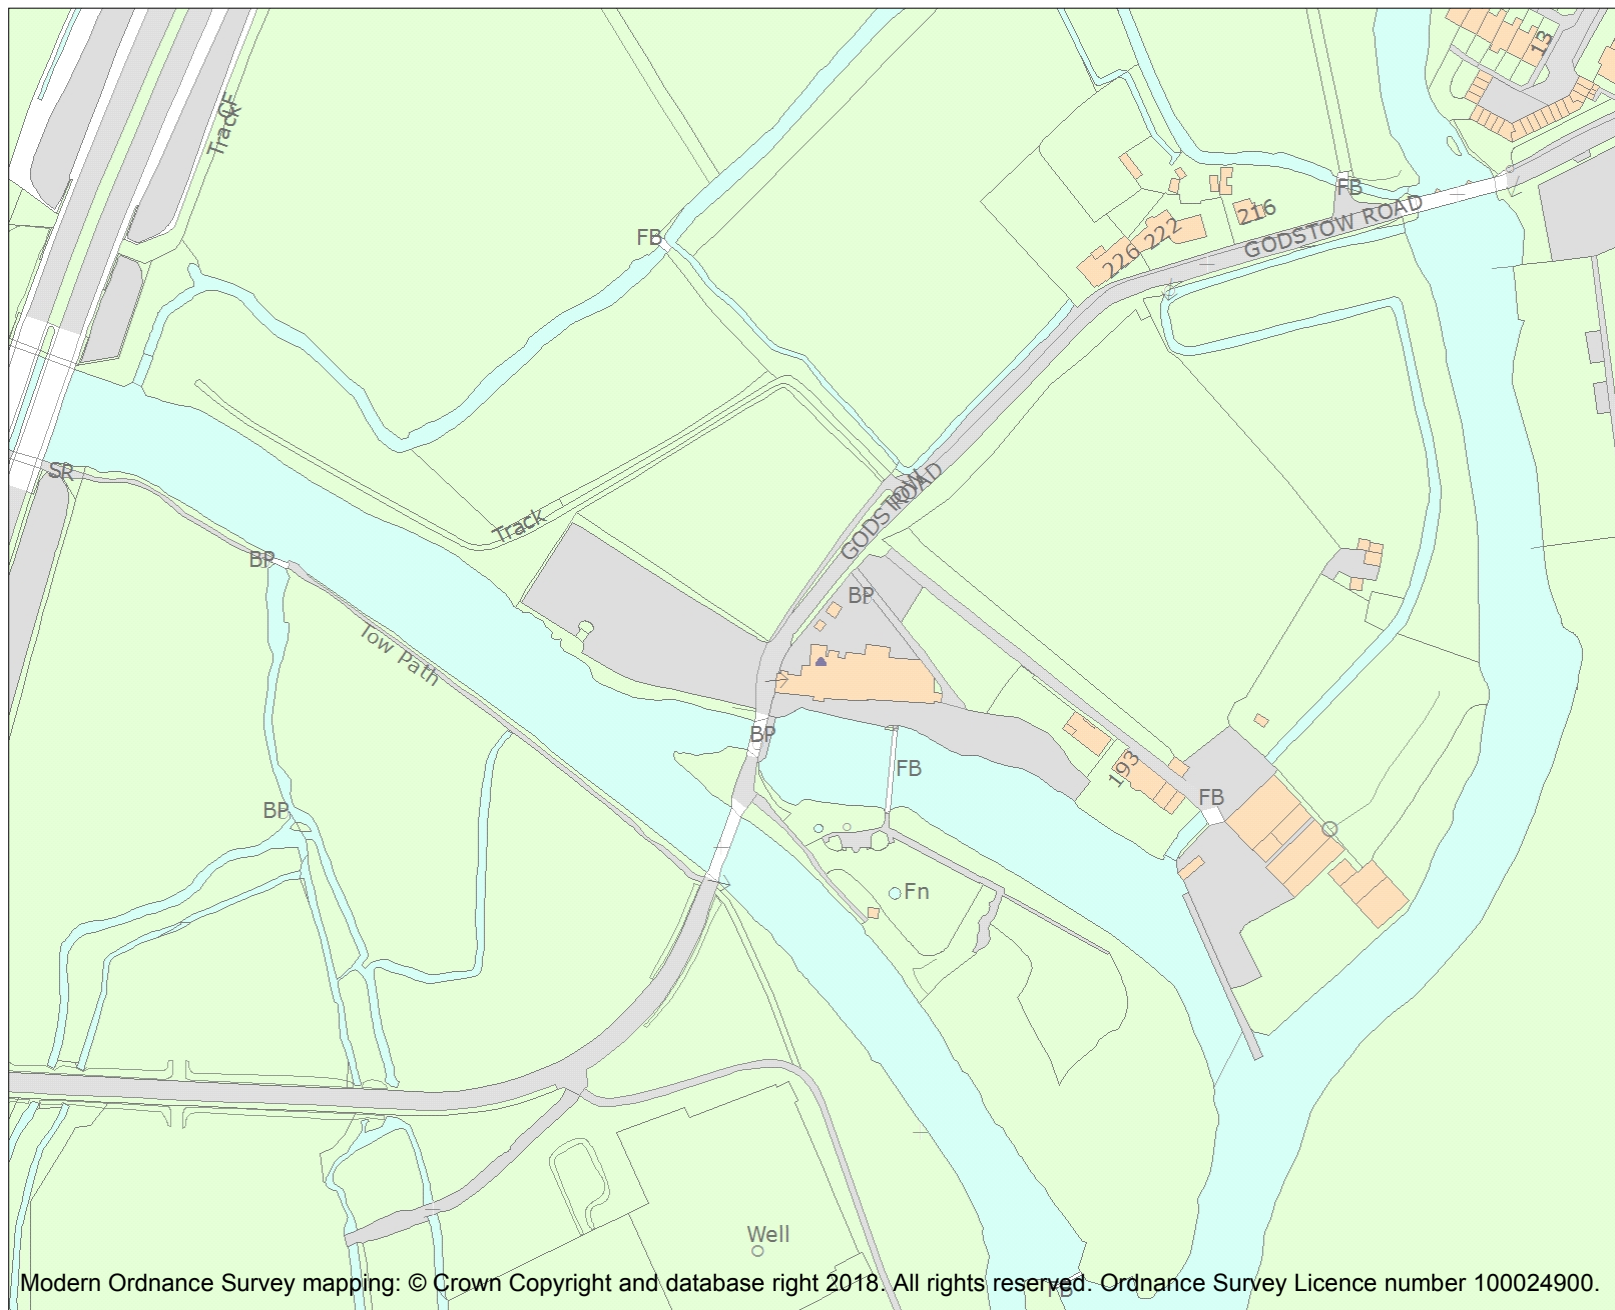 13
CF
Track
FB
216
GODSTOW ROAD
FB
222
226
SR
GODSTOW ROAD
Track
BP
BP
Tow Path
BP
FB
193
FB
BP
Fn
Well
FB
Modern Ordnance Survey mapping: © Crown Copyright and database right 2018. All rights reserved. Ordnance Survey Licence number 100024900.